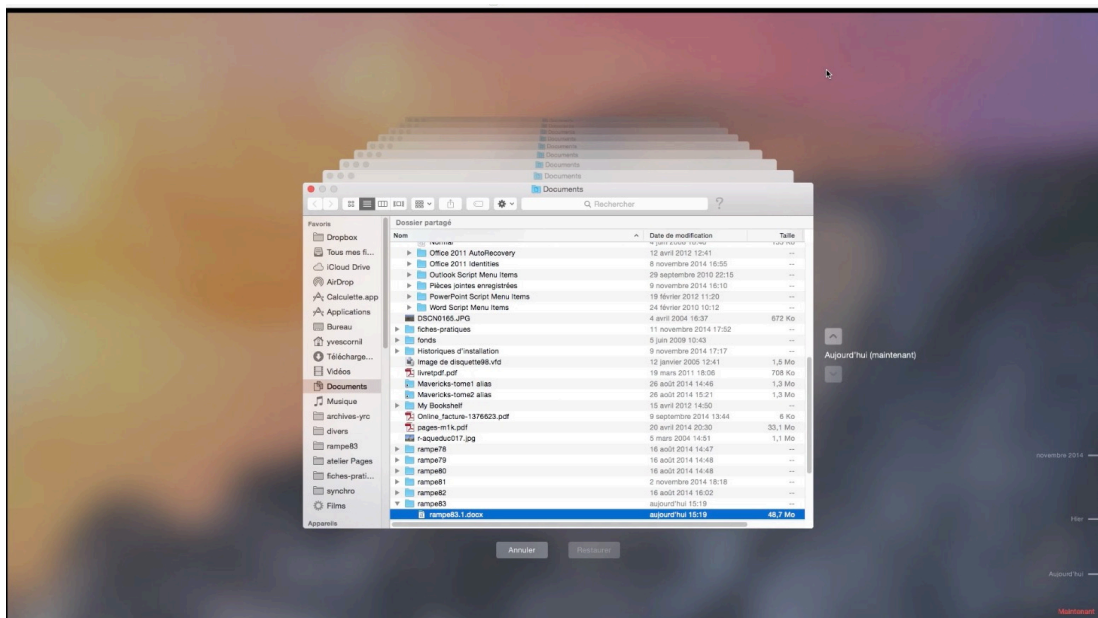 Documents
Documents
Documents
Documents
Documents
Rechercher
?
Favoris
Dropbox
Tous mes fi...
iCloud Drive
AirDrop
Calculette.app
Applications
Bureau
yvescornil
Télécharge...
Vidéos
Documents
Musique
archives-yrc
divers
rampe83
atelier Pages
fiches-prati...
synchro
Films
Appareils
Dossier partagé
Nom Date de modification Taille
Normal 4 juin 2008
Office 2011 AutoRecovery 12 avril 2012 12:41 --
Office 2011 Identities 6 novembre 2014 16:55 --
Outlook Script Menu Items 29 septembre 2010 22:15 --
Pièces jointes enregistrées 9 novembre 2014 16:10 --
PowerPoint Script Menu Items 19 février 2012 11:20 --
Word Script Menu Items 24 février 2010 10:12 --
DSCN0165.JPG 4 avril 2004 16:37 672 Ko
fiches-pratiques 11 novembre 2014 17:52 --
fonds 5 juin 2009 10:43 --
Historiques d'installation 9 novembre 2014 17:17 --
Image de disquette98.vfd 12 janvier 2005 12:41 1,5 Mo
livretpdf.pdf 19 mars 2011 18:06 708 Ko
Mavericks-tome1 alias 26 août 2014 14:46 1,3 Mo
Mavericks-tome2 alias 26 août 2014 15:21 1,3 Mo
My Bookshelf 15 avril 2012 14:50 --
Online_facture-1376623.pdf 9 septembre 2014 13:44 6 Ko
pages-m1k.pdf 20 avril 2014 20:30 33,1 Mo
r-aqueduc017.jpg 5 mars 2004 14:51 1,1 Mo
rampe78 16 août 2014 14:47 --
rampe79 16 août 2014 14:48 --
rampe80 16 août 2014 14:48 --
rampe81 2 novembre 2014 18:18 --
rampe82 16 août 2014 16:02 --
rampe83 aujourd'hui 15:19 --
rampe83.1.docx aujourd'hui 15:19 48,7 Mo
Aujourd'hui (maintenant)
Annuler Restaurer
novembre 2014
Hier
Aujourd'hui
Maintenant